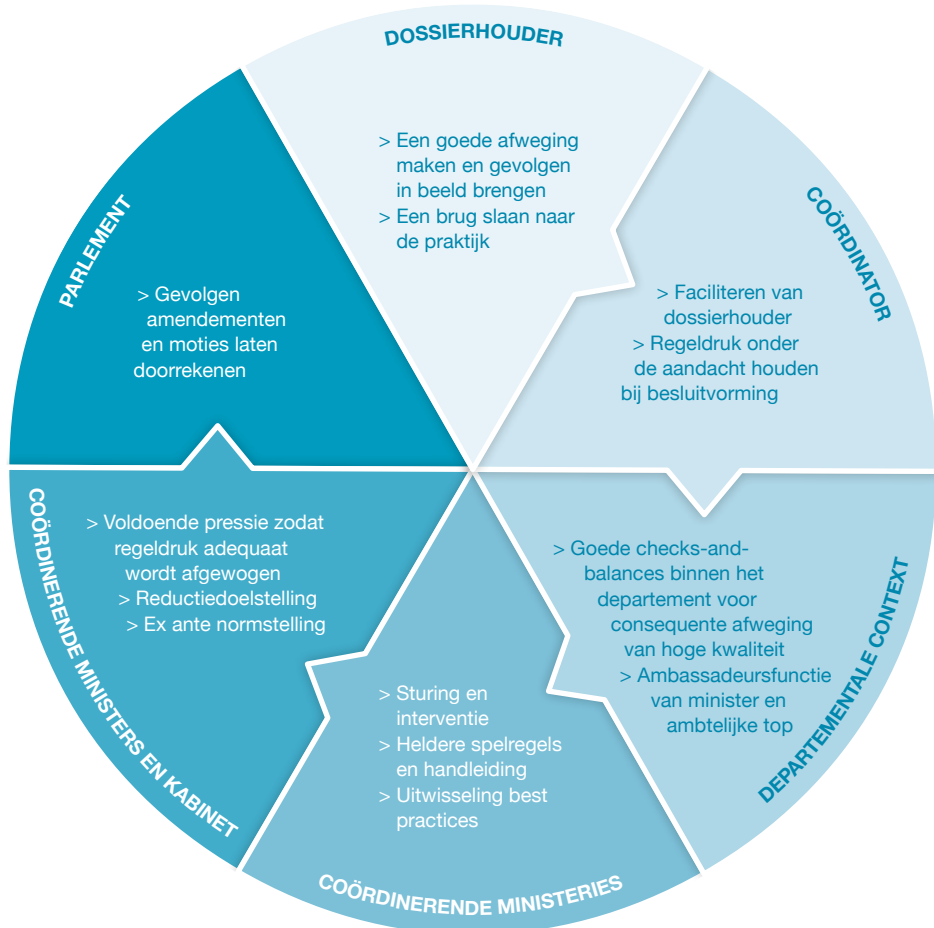 DOSSIERHOUDER
> Een goede afweging
maken en gevolgen
in beeld brengen
> Een brug slaan naar
de praktijk
COÖRDINATOR
> Faciliteren van
dossierhouder
> Regeldruk onder
de aandacht houden
bij besluitvorming
DEPARTEMENTALE CONTEXT
> Goede checks-and-
balances binnen het
departement voor
consequente afweging
van hoge kwaliteit
> Ambassadeursfunctie
van minister en
ambtelijke top
COÖRDINERENDE MINISTERIES
> Sturing en
interventie
> Heldere spelregels
en handleiding
> Uitwisseling best
practices
COÖRDINERENDE MINISTERS EN KABINET
> Voldoende pressie zodat
regeldruk adequaat
wordt afgewogen
> Reductiedoelstelling
> Ex ante normstelling
PARLEMENT
> Gevolgen
amendementen
en moties laten
doorrekenen